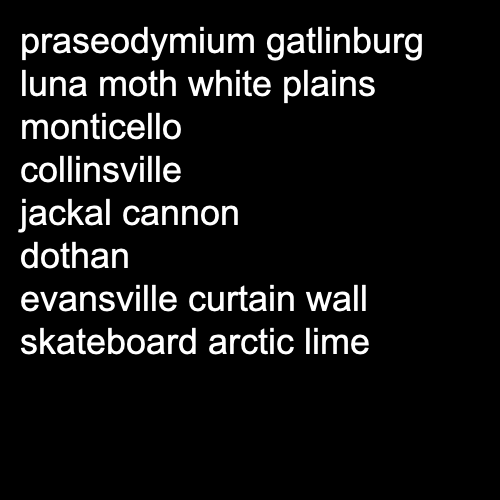 praseodymium gatlinburg
luna moth white plains
monticello
collinsville
jackal cannon
dothan
evansville curtain wall
skateboard arctic lime